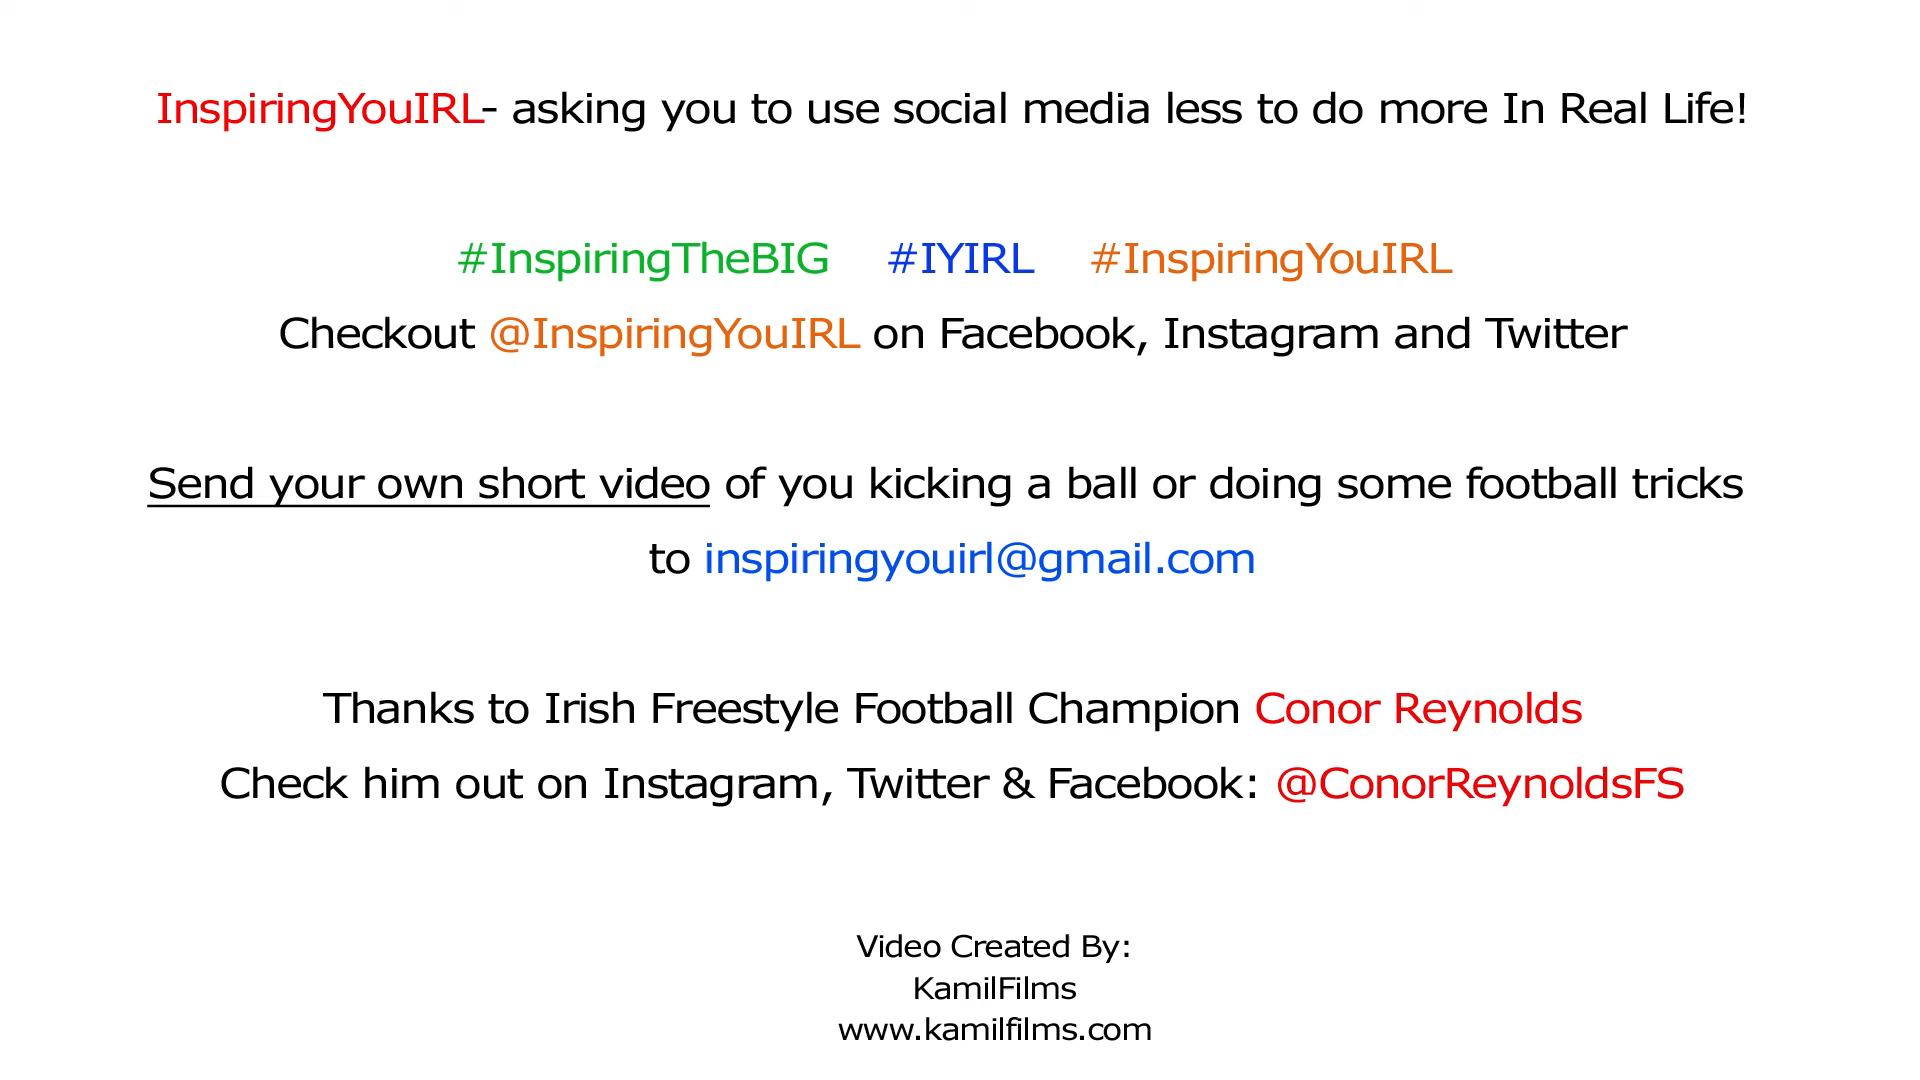 InspiringYouIRL- asking you to use social media less to do more In Real Life!
#InspiringTheBIG #IYIRL #InspiringYouIRL
Checkout @InspiringYouIRL on Facebook, Instagram and Twitter
Send your own short video of you kicking a ball or doing some football tricks
to inspiringyouirl@gmail.com
Thanks to Irish Freestyle Football Champion Conor Reynolds
Check him out on Instagram, Twitter & Facebook: @ConorReynoldsFS
Video Created By:
KamilFilms
www.kamilfilms.com